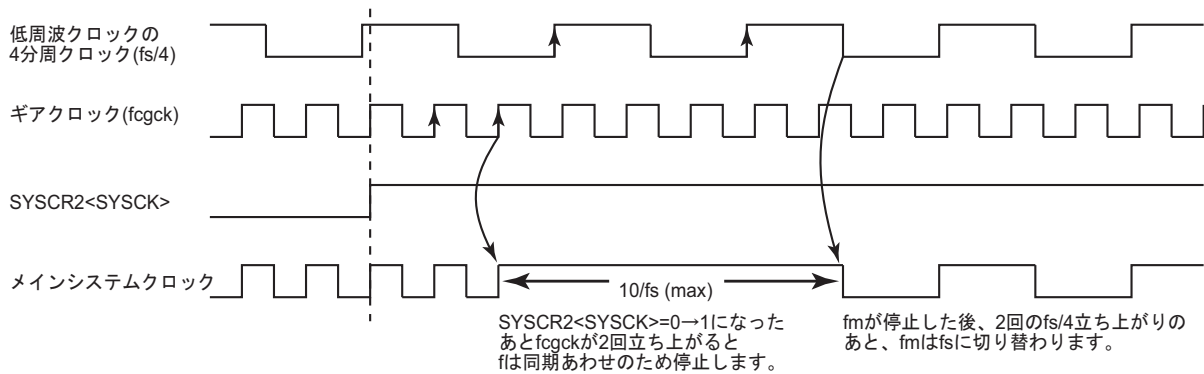 低周波クロックの
4分周クロック(fs/4)
ギアクロック(fcgck)
SYSCR2<SYSCK>
メインシステムクロック
10/fs (max)
SYSCR2<SYSCK>=0→1になった
あとfcgckが2回立ち上がると
fは同期あわせのため停止します。
fmが停止した後、2回のfs/4立ち上がりの
あと、fmはfsに切り替わります。